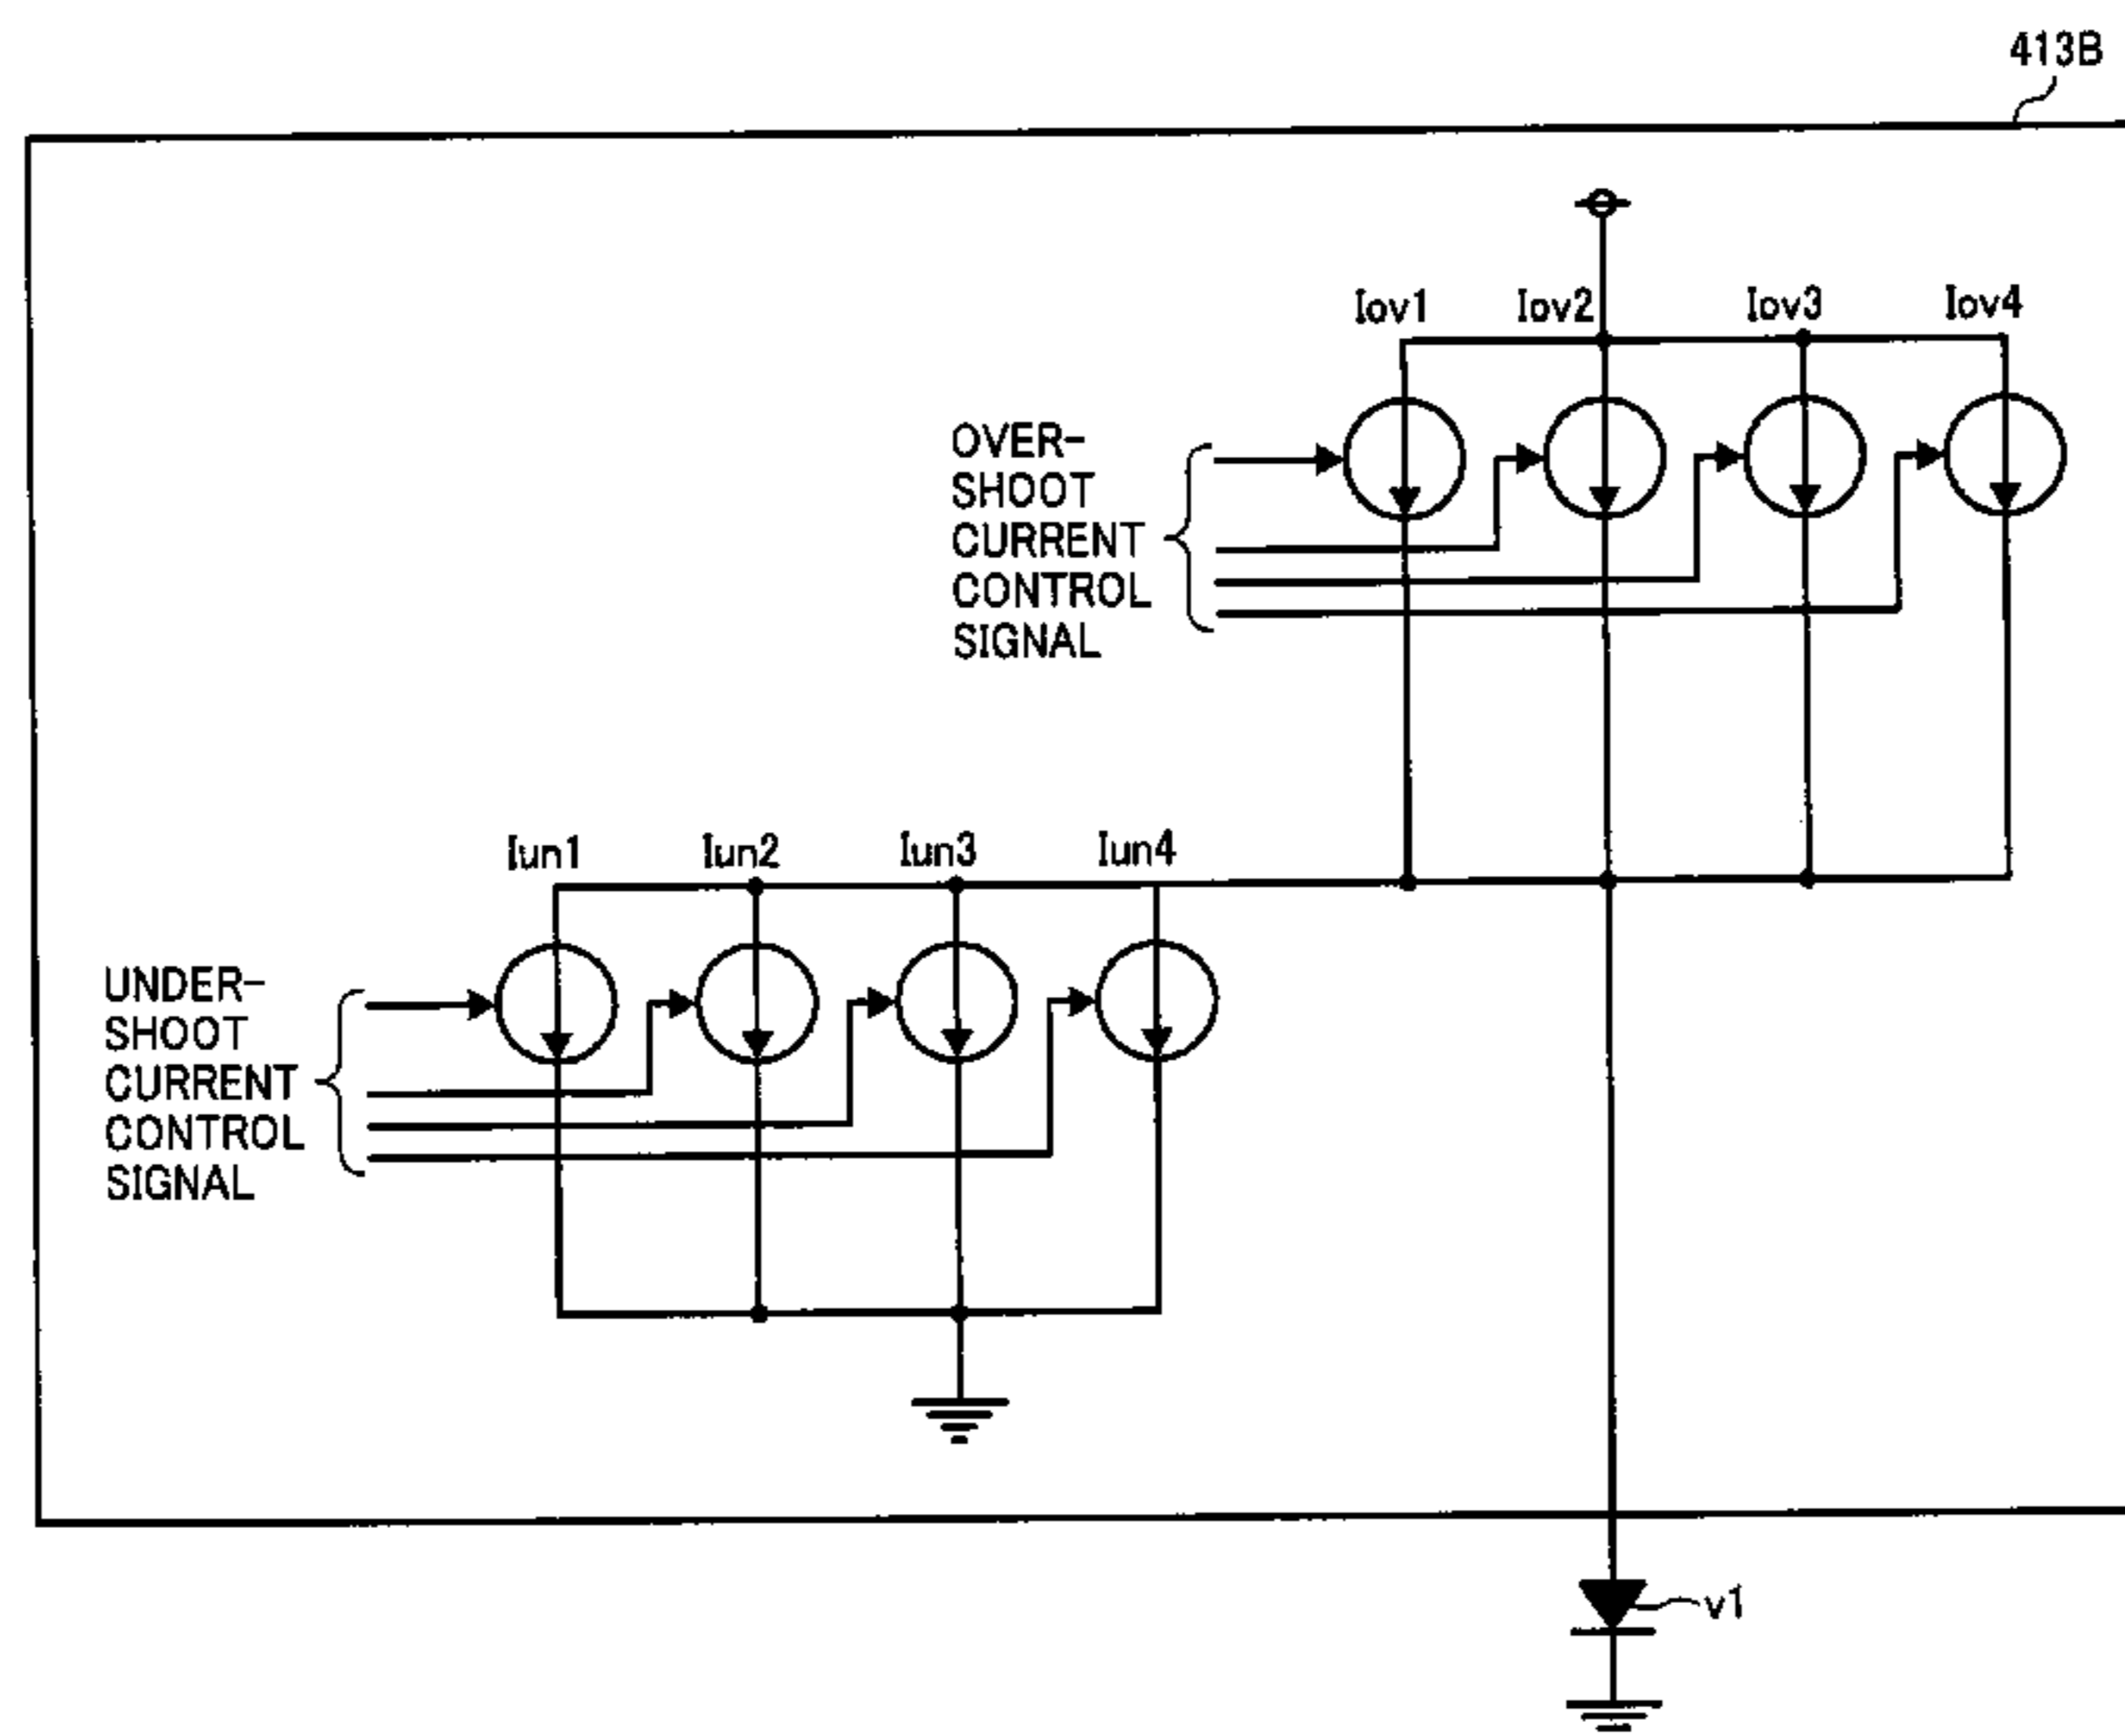 413B
Iov1 Iov2 Iov3 Iov4
OVER-
SHOOT
CURRENT
CONTROL
SIGNAL
Iun1 Iun2 Iun3 Iun4
UNDER-
SHOOT
CURRENT
CONTROL
SIGNAL
v1